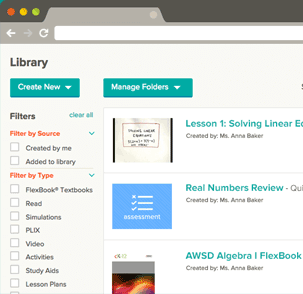 Library
Create New
Manage Folders
Filters
clear all
Filter by Source
Created by me
Added to library
Filter by Type
FlexBook® Textbooks
Read
Simulations
PLIX
Video
Activities
Study Aids
Lesson Plans
Lesson 1: Solving Linear E
Created by: Ms. Anna Baker
assessment
Real Numbers Review - Qui
Created by: Ms. Anna Baker
AWSD Algebra I FlexBook
Created by: Ms. Anna Baker